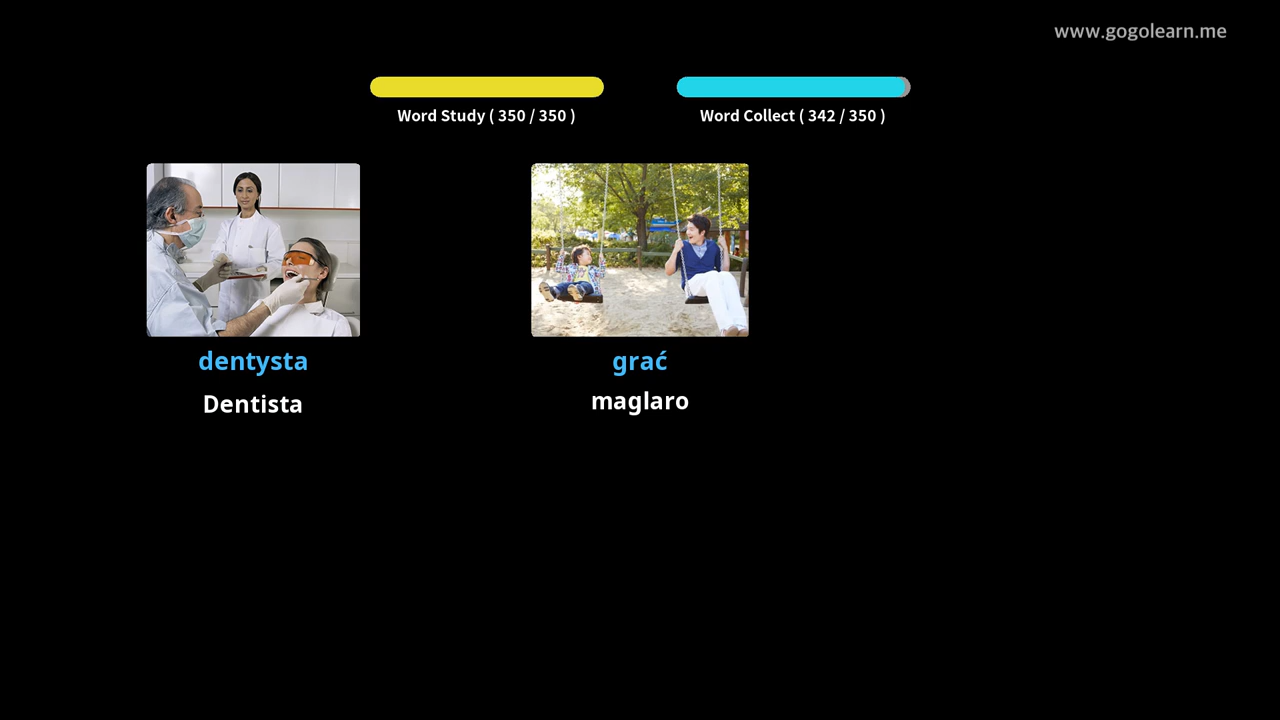 www.gogolearn.me
Word Study ( 350 / 350 )
Word Collect ( 342 / 350 )
dentysta
Dentista
grać
maglaro